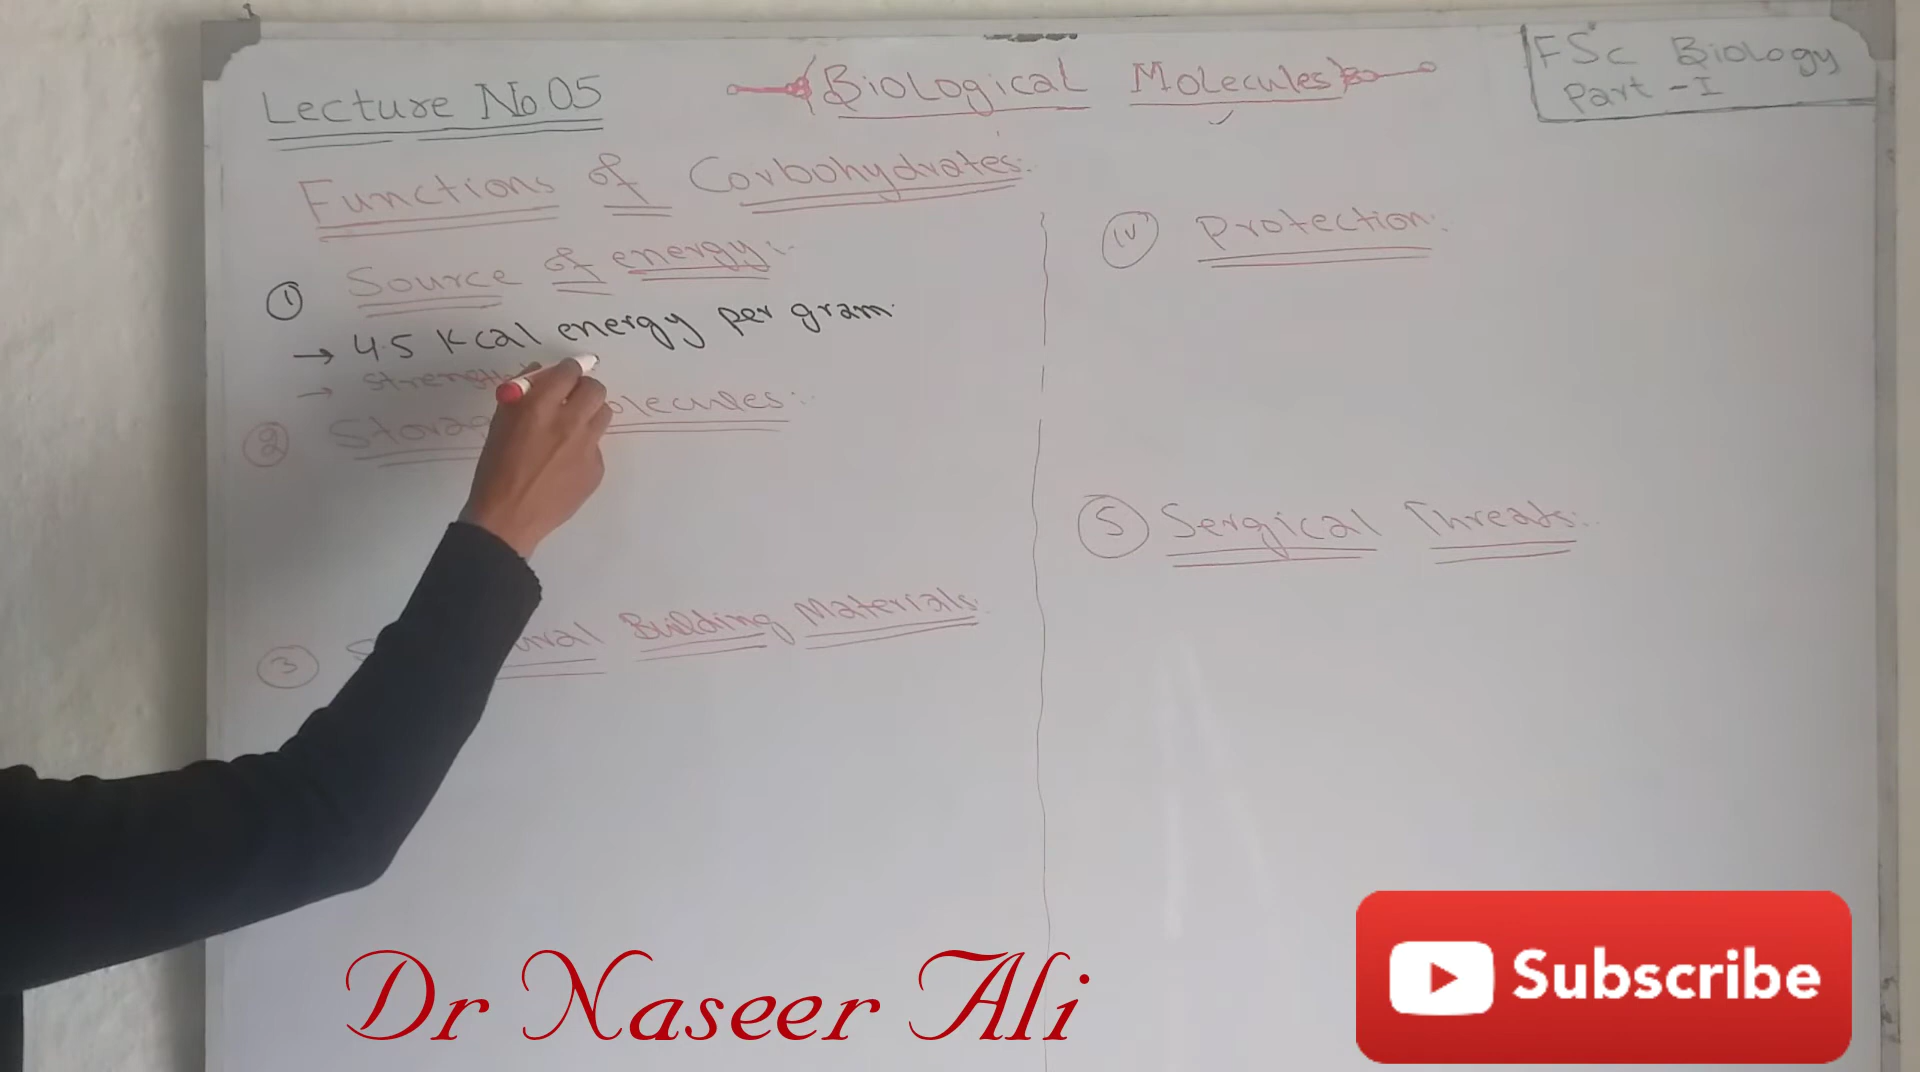 Lecture No 05
(Biological Molecules)
FSc Biology
Part - I
Functions of Carbohydrates:
① Source of energy:
→ 4.5 Kcal energy per gram.
→ Strength
② Storage Molecules:
③ Building Materials.
(iv) Protection:
⑤ Sergical Threats:
Dr Naseer Ali
Subscribe